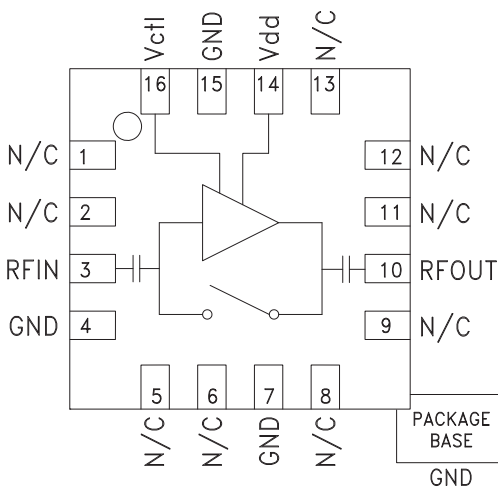 Vctl
GND
Vdd
N/C
16
15
14
13
N/C 1
12 N/C
N/C 2
11 N/C
RFIN 3
10 RFOUT
GND 4
9 N/C
5
6
7
8
N/C
N/C
GND
N/C
PACKAGE
BASE
GND